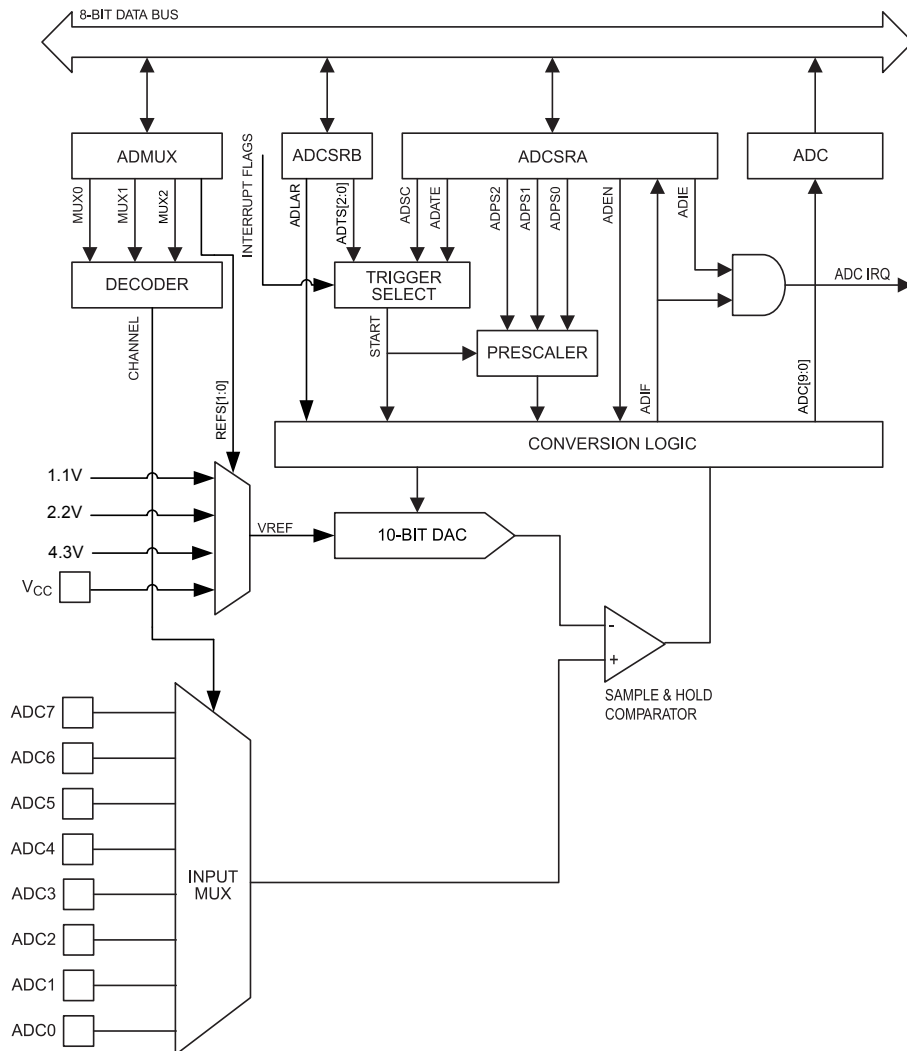 8-BIT DATA BUS
ADMUX
ADCSRB
ADCSRA
ADC
INTERRUPT FLAGS
MUX0
MUX1
MUX2
ADLAR
ADTS[2:0]
ADSC
ADATE
ADPS2
ADPS1
ADPS0
ADEN
ADIE
DECODER
TRIGGER
SELECT
ADC IRQ
CHANNEL
START
PRESCALER
REFS[1:0]
ADIF
ADC[9:0]
CONVERSION LOGIC
1.1V
2.2V
4.3V
VCC
VREF
10-BIT DAC
-
+
SAMPLE & HOLD
COMPARATOR
ADC7
ADC6
ADC5
ADC4
ADC3
ADC2
ADC1
ADC0
INPUT
MUX